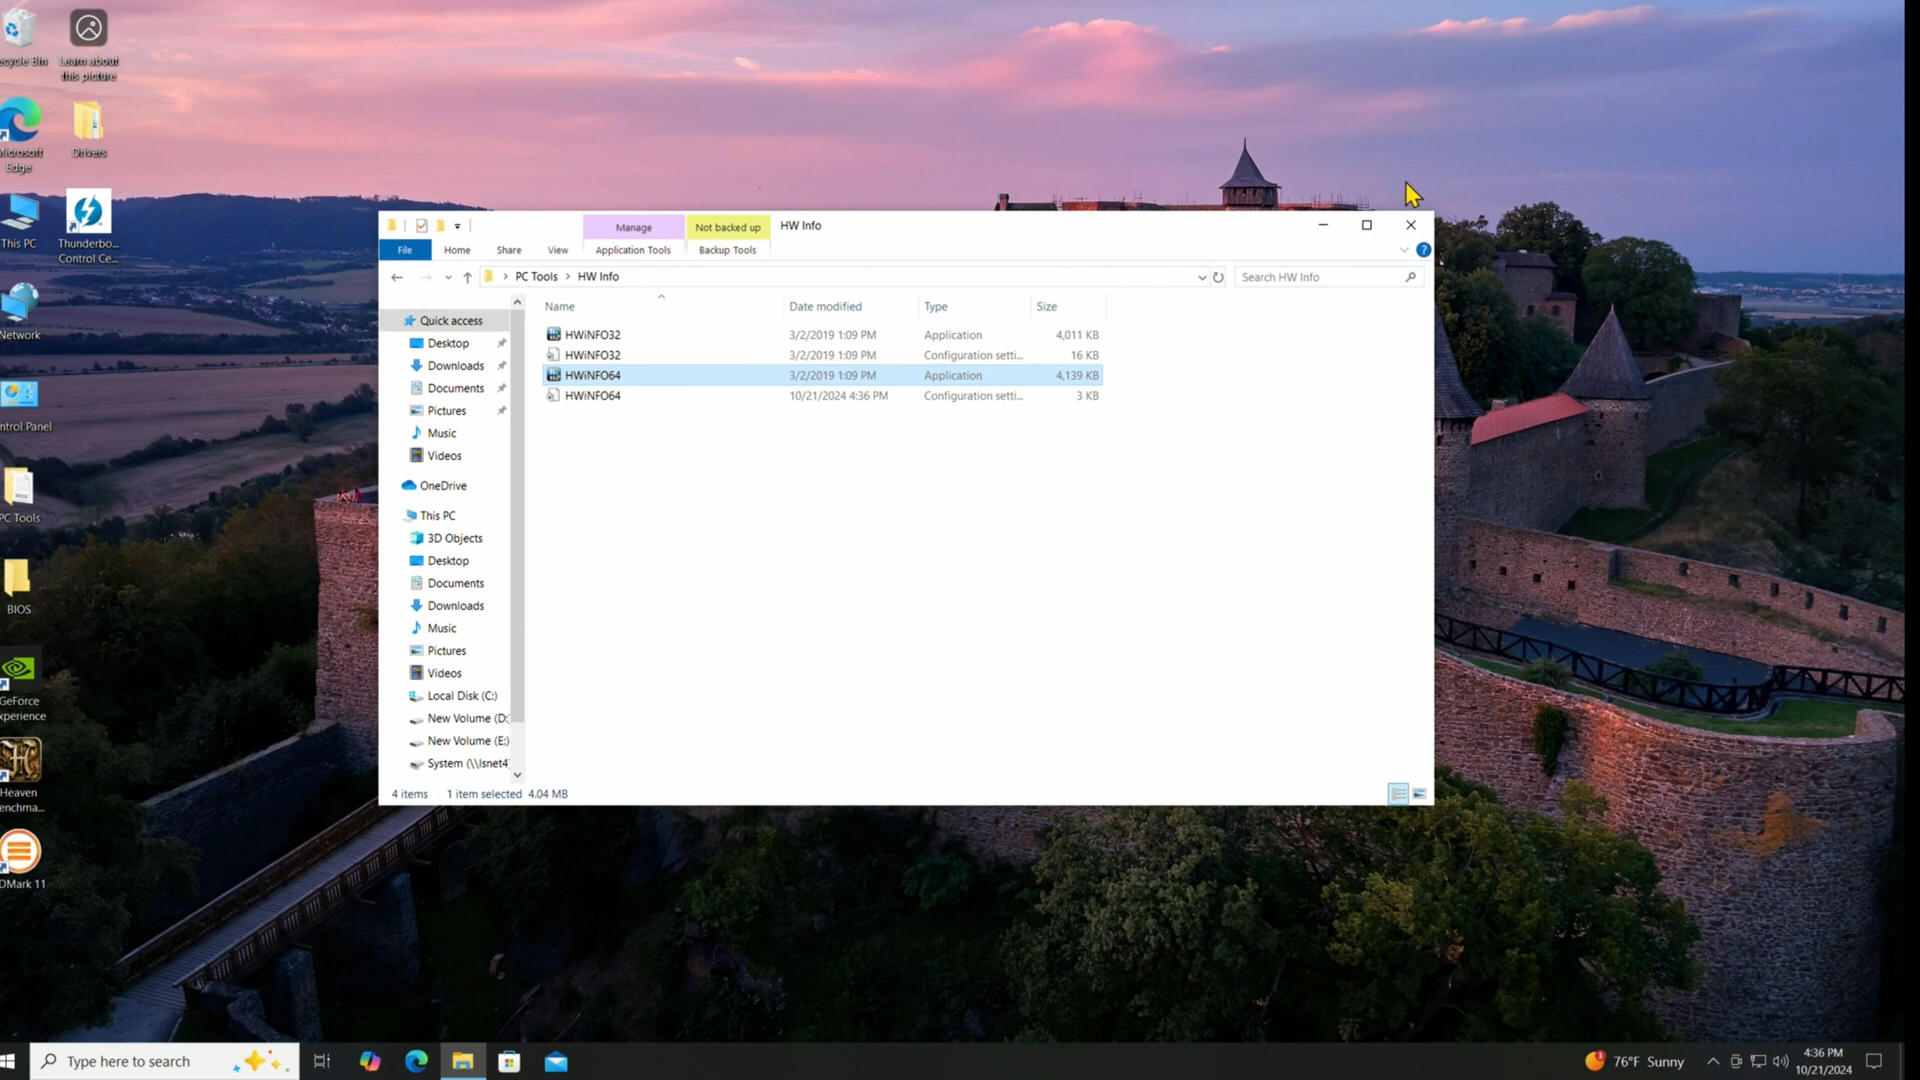 ecycle Bin
Learn about
this picture
Microsoft
Edge
Drivers
This PC
Thunderbo...
Control Ce...
Network
ntrol Panel
PC Tools
BIOS
GeForce
xperience
Heaven
enchma...
DMark 11
Manage
Not backed up
HW Info
File
Home
Share
View
Application Tools
Backup Tools
PC Tools
HW Info
Search HW Info
Name
Date modified
Type
Size
HWiNFO32
3/2/2019 1:09 PM
Application
4,011 KB
HWiNFO32
3/2/2019 1:09 PM
Configuration setti...
16 KB
HWiNFO64
3/2/2019 1:09 PM
Application
4,139 KB
HWiNFO64
10/21/2024 4:36 PM
Configuration setti...
3 KB
Quick access
Desktop
Downloads
Documents
Pictures
Music
Videos
OneDrive
This PC
3D Objects
Desktop
Documents
Downloads
Music
Pictures
Videos
Local Disk (C:)
New Volume (D:
New Volume (E:)
System (\\lsnet4
4 items
1 item selected
4.04 MB
Type here to search
76°F Sunny
4:36 PM
10/21/2024